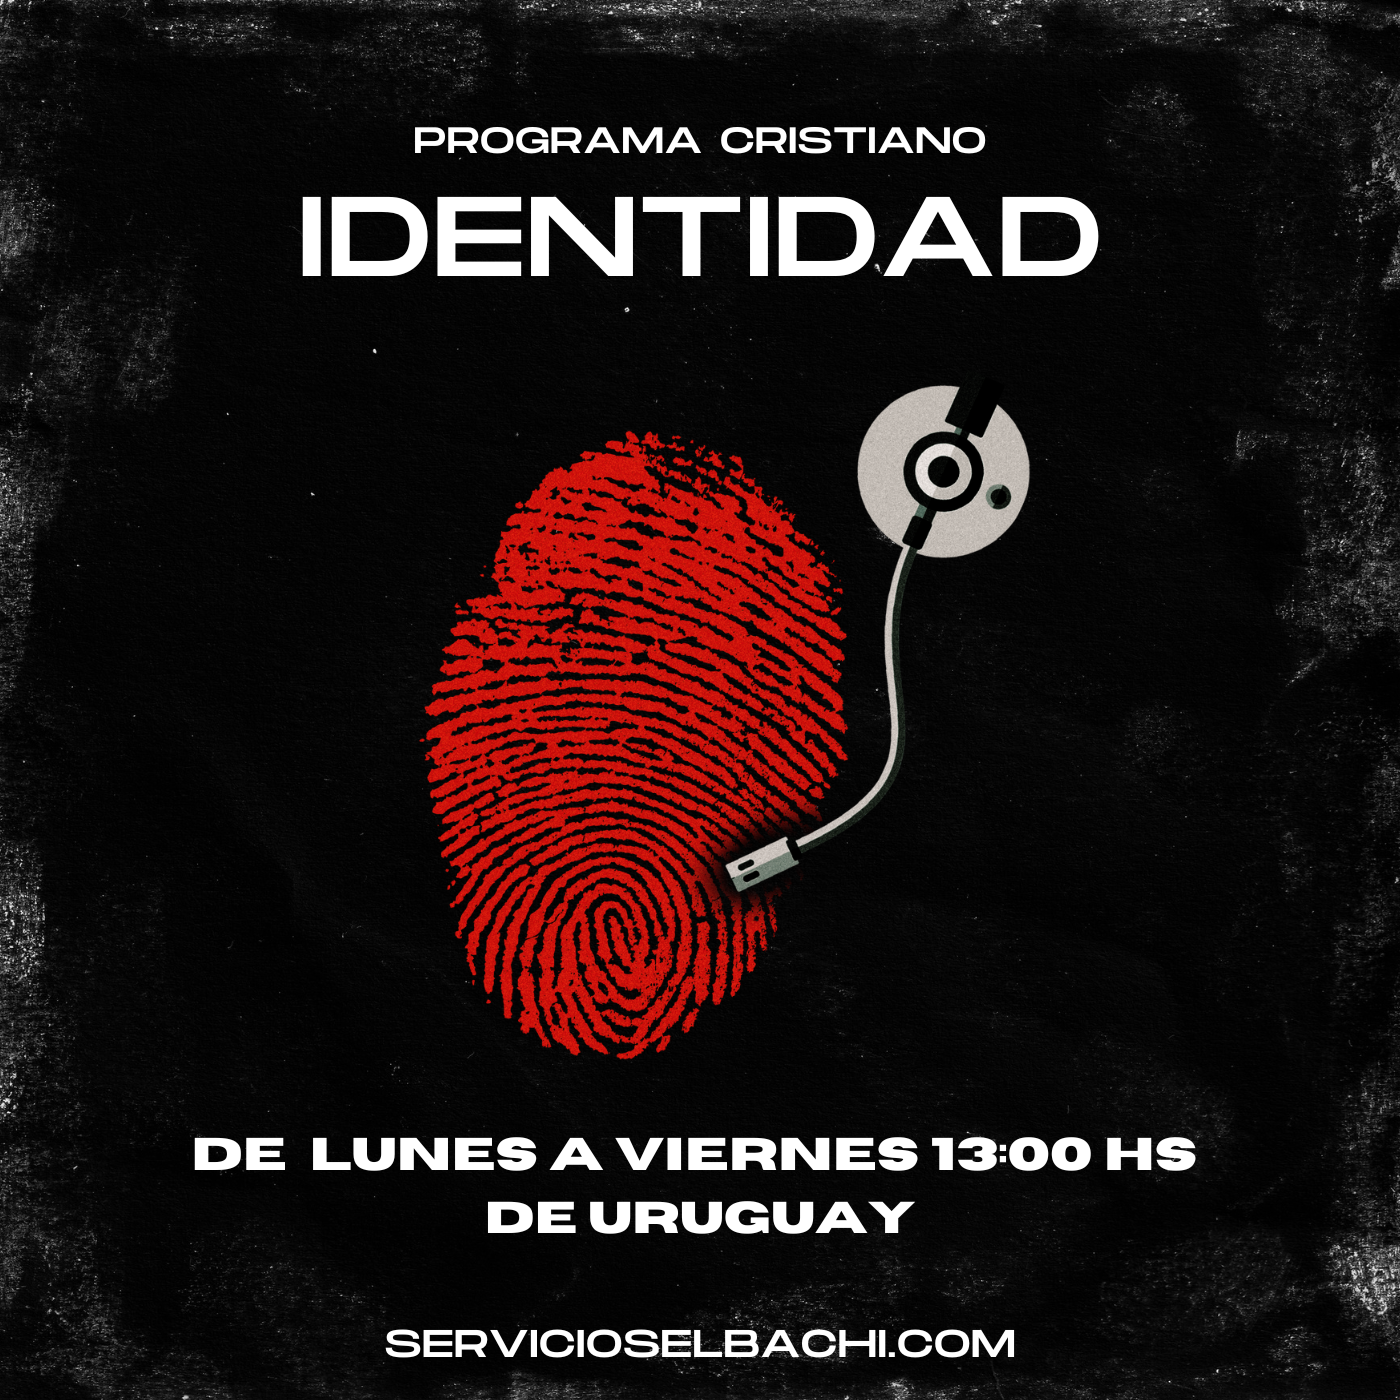 PROGRAMA CRISTIANO
IDENTIDAD
DE LUNES A VIERNES 13:00 HS
DE URUGUAY
SERVICIOSELBACHI.COM